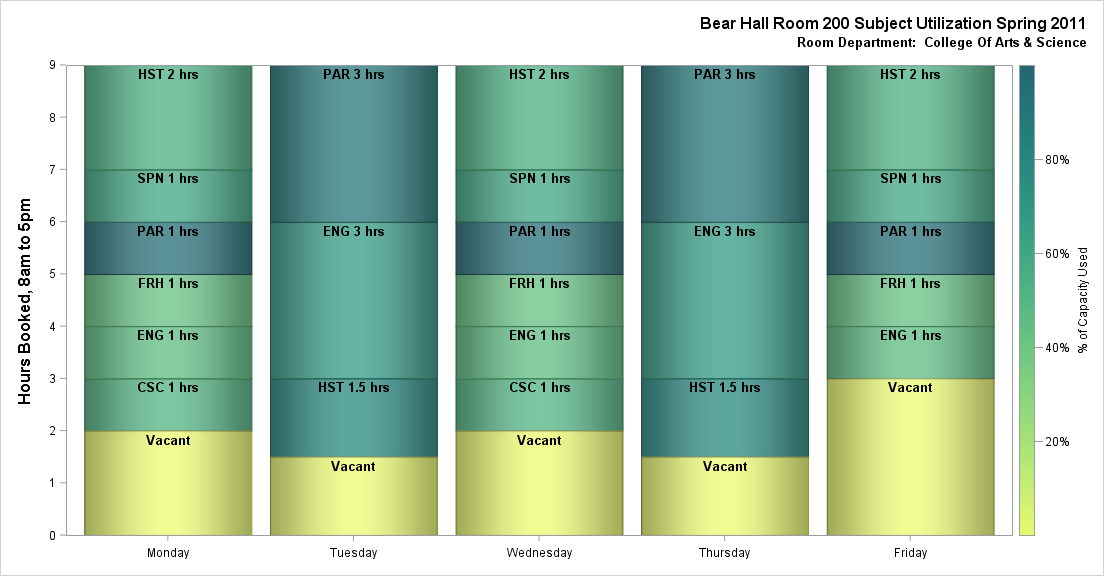 Bear Hall Room 200 Subject Utilization Spring 2011
Room Department: College Of Arts & Science
Hours Booked, 8am to 5pm
9
8
7
6
5
4
3
2
1
0
HST 2 hrs
SPN 1 hrs
PAR 1 hrs
FRH 1 hrs
ENG 1 hrs
CSC 1 hrs
Vacant
Monday
PAR 3 hrs
ENG 3 hrs
HST 1.5 hrs
Vacant
Tuesday
HST 2 hrs
SPN 1 hrs
PAR 1 hrs
FRH 1 hrs
ENG 1 hrs
CSC 1 hrs
Vacant
Wednesday
PAR 3 hrs
ENG 3 hrs
HST 1.5 hrs
Vacant
Thursday
HST 2 hrs
SPN 1 hrs
PAR 1 hrs
FRH 1 hrs
ENG 1 hrs
Vacant
Friday
80%
60%
40%
20%
% of Capacity Used